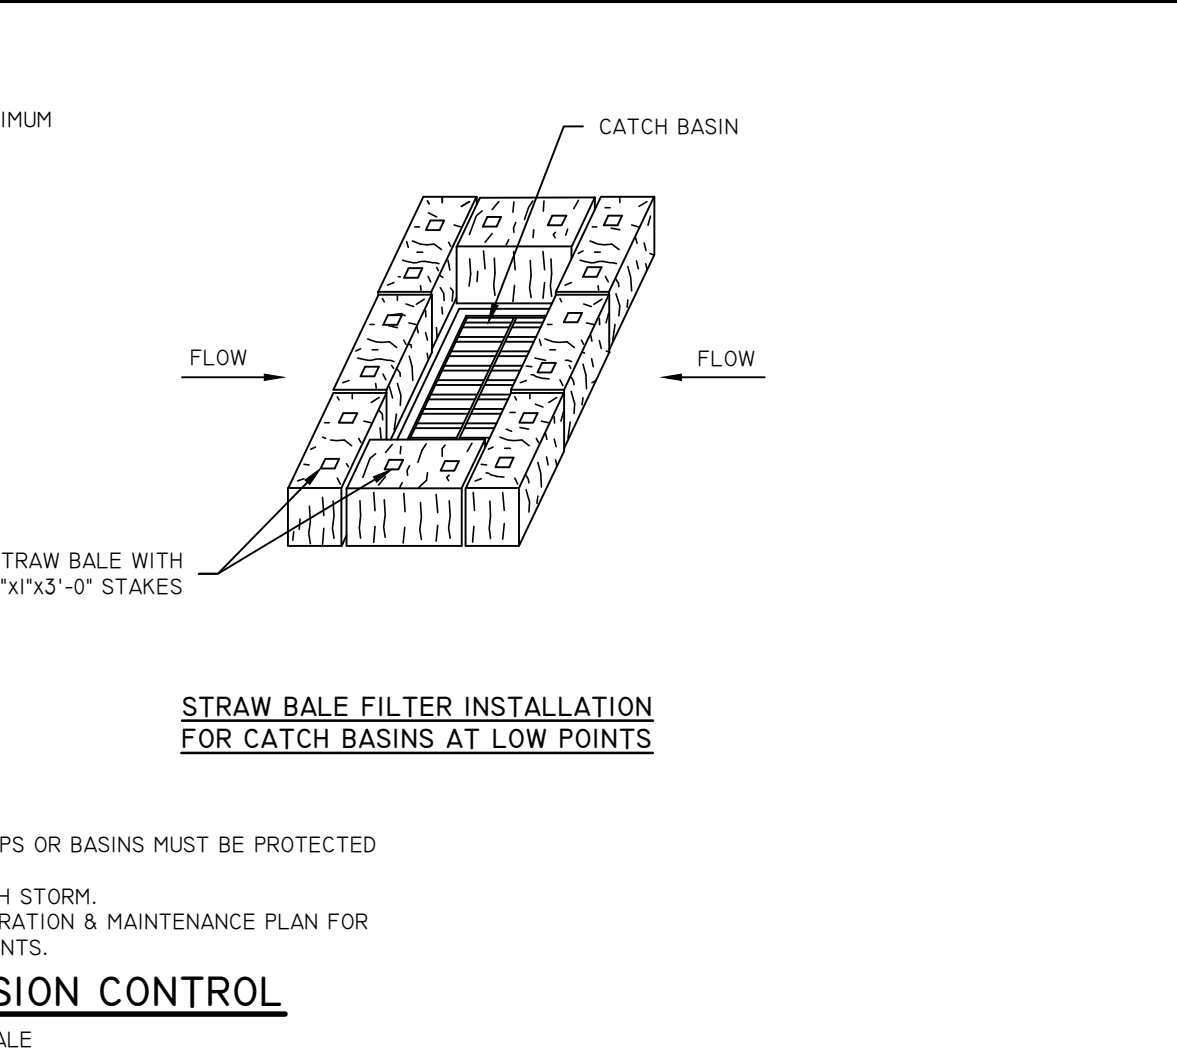 IMUM
CATCH BASIN
FLOW
FLOW
TRAW BALE WITH
"x1"x3'-0" STAKES
STRAW BALE FILTER INSTALLATION
FOR CATCH BASINS AT LOW POINTS
PS OR BASINS MUST BE PROTECTED
H STORM.
RATION & MAINTENANCE PLAN FOR
NTS.
SION CONTROL
ALE